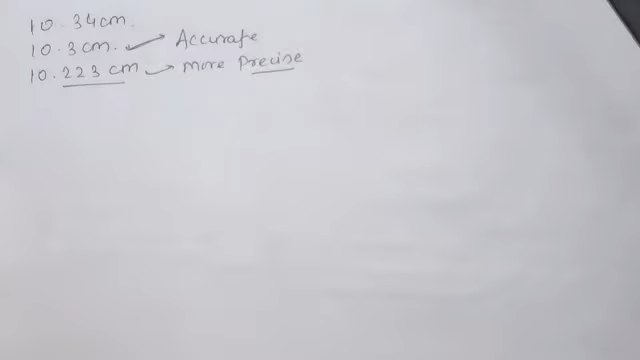 10.34cm.
10.3cm. → Accurate
10.223 cm → more Precise